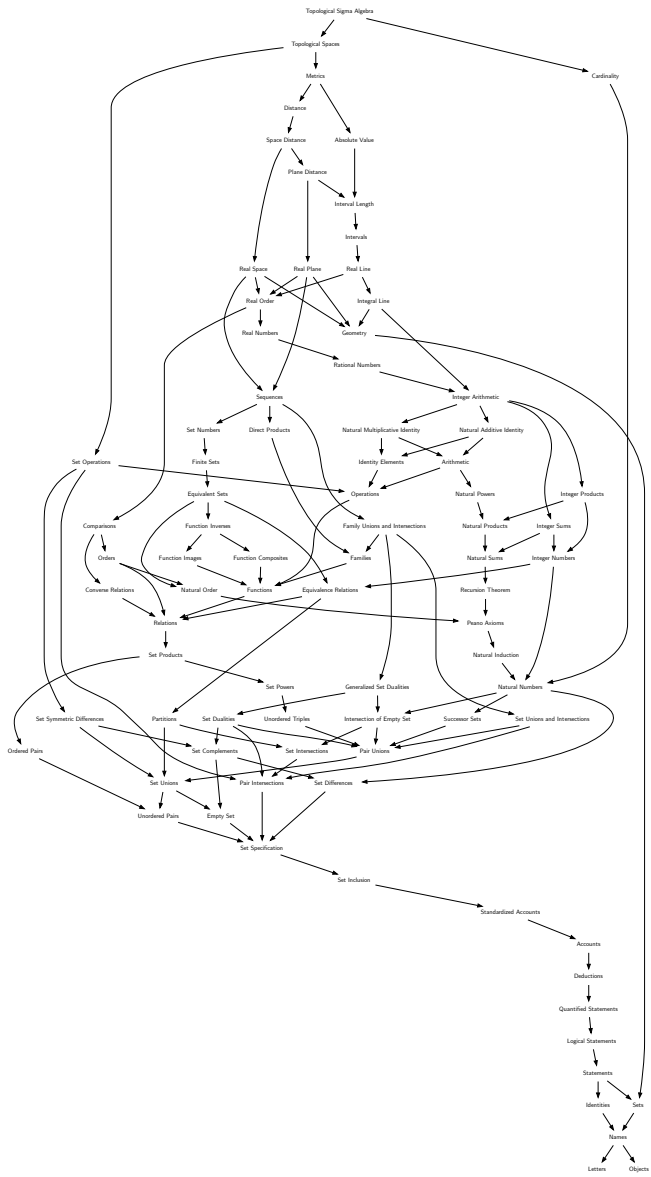 Topological Sigma Algebra
Topological Spaces
Metrics
Cardinality
Distance
Space Distance
Absolute Value
Plane Distance
Interval Length
Intervals
Real Space
Real Plane
Real Line
Real Order
Integral Line
Real Numbers
Geometry
Rational Numbers
Sequences
Integer Arithmetic
Set Numbers
Direct Products
Natural Multiplicative Identity
Natural Additive Identity
Set Operations
Finite Sets
Identity Elements
Arithmetic
Equivalent Sets
Operations
Natural Powers
Integer Products
Comparisons
Function Inverses
Family Unions and Intersections
Natural Products
Integer Sums
Orders
Function Images
Function Composites
Families
Natural Sums
Integer Numbers
Converse Relations
Natural Order
Functions
Equivalence Relations
Recursion Theorem
Relations
Peano Axioms
Set Products
Natural Induction
Set Powers
Generalized Set Dualities
Natural Numbers
Set Symmetric Differences
Partitions
Set Dualities
Unordered Triples
Intersection of Empty Set
Successor Sets
Set Unions and Intersections
Ordered Pairs
Set Complements
Set Intersections
Pair Unions
Set Unions
Pair Intersections
Set Differences
Unordered Pairs
Empty Set
Set Specification
Set Inclusion
Standardized Accounts
Accounts
Deductions
Quantified Statements
Logical Statements
Statements
Identities
Sets
Names
Letters
Objects